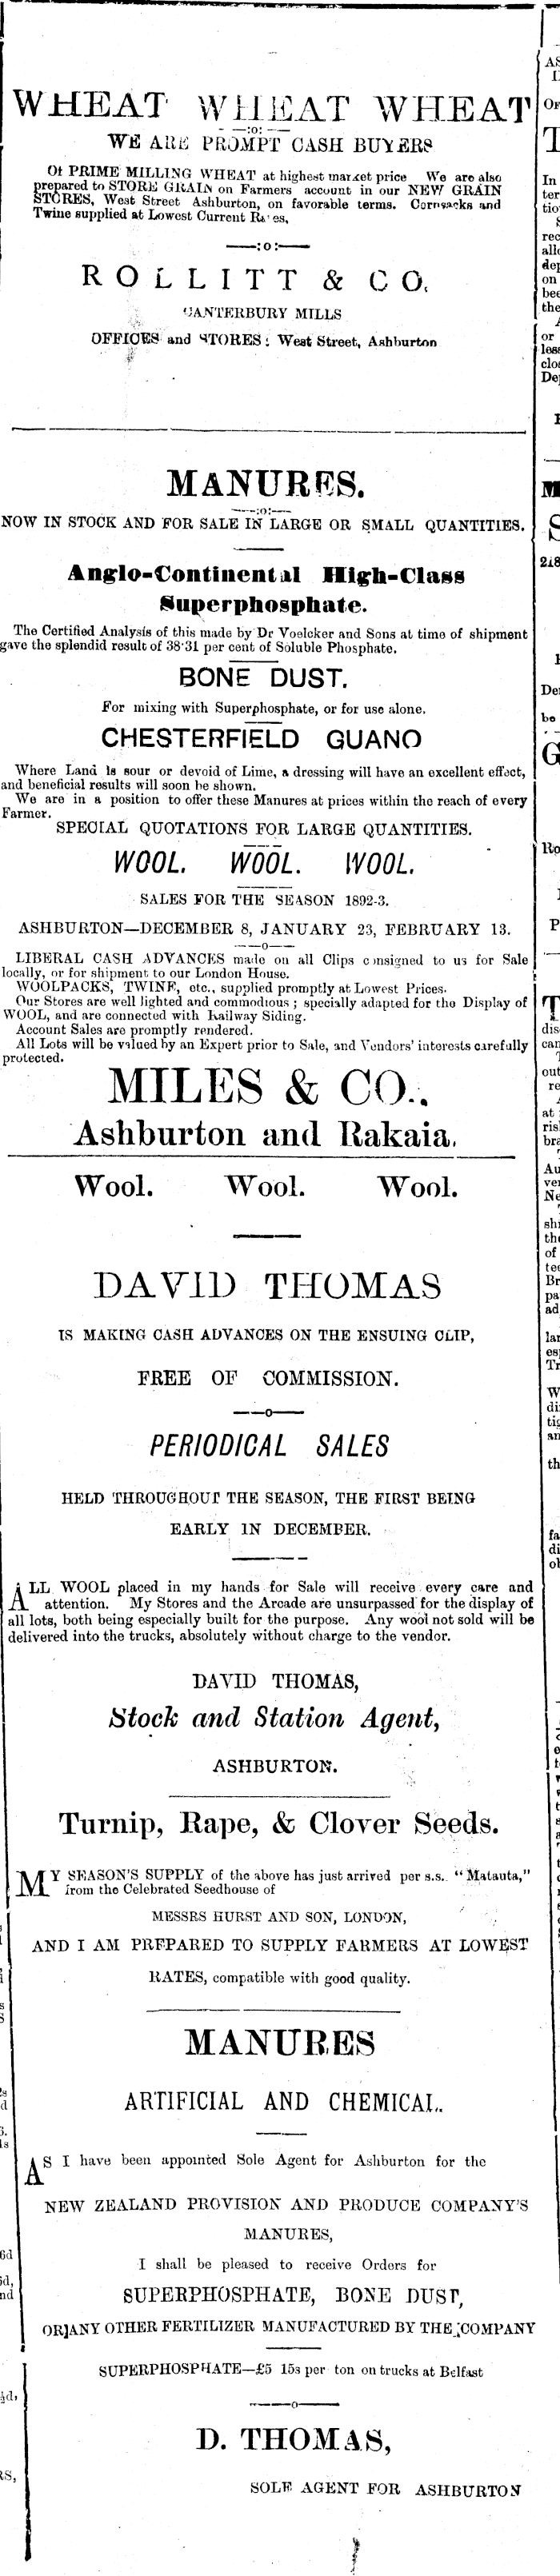 WHEAT WHEAT WHEAT
—:o:—
WE ARE PROMPT CASH BUYERS
Of PRIME MILLING WHEAT at highest market price We are also
prepared to STORE GRAIN on Farmers account in our NEW GRAIN
STORES, West Street Ashburton, on favorable terms. Cornsacks and
Twine supplied at Lowest Current Rates,
——:o:——
ROLLITT & CO,
CANTERBURY MILLS
OFFICES and STORES: West Street, Ashburton
MANURES.
—:o:—
NOW IN STOCK AND FOR SALE IN LARGE OR SMALL QUANTITIES.
Anglo-Continental High-Class
Superphosphate.
The Certified Analysis of this made by Dr Voelcker and Sons at time of shipment
gave the splendid result of 38·31 per cent of Soluble Phosphate.
BONE DUST.
For mixing with Superphosphate, or for use alone.
CHESTERFIELD GUANO
Where Land is sour or devoid of Lime, a dressing will have an excellent effect,
and beneficial results will soon be shown.
We are in a position to offer these Manures at prices within the reach of every
Farmer.
SPECIAL QUOTATIONS FOR LARGE QUANTITIES.
WOOL. WOOL. WOOL.
SALES FOR THE SEASON 1892-3.
ASHBURTON—DECEMBER 8, JANUARY 23, FEBRUARY 13.
——o——
LIBERAL CASH ADVANCES made on all Clips consigned to us for Sale
locally, or for shipment to our London House.
WOOLPACKS, TWINE, etc., supplied promptly at Lowest Prices.
Our Stores are well lighted and commodious; specially adapted for the Display of
WOOL, and are connected with Railway Siding.
Account Sales are promptly rendered.
All Lots will be valued by an Expert prior to Sale, and Vendors' interests carefully
protected.
MILES & CO.,
Ashburton and Rakaia.
Wool. Wool. Wool.
DAVID THOMAS
IS MAKING CASH ADVANCES ON THE ENSUING CLIP,
FREE OF COMMISSION.
——o——
PERIODICAL SALES
HELD THROUGHOUT THE SEASON, THE FIRST BEING
EARLY IN DECEMBER.
ALL WOOL placed in my hands for Sale will receive every care and
attention. My Stores and the Arcade are unsurpassed for the display of
all lots, both being especially built for the purpose. Any wool not sold will be
delivered into the trucks, absolutely without charge to the vendor.
DAVID THOMAS,
Stock and Station Agent,
ASHBURTON.
Turnip, Rape, & Clover Seeds.
MY SEASON'S SUPPLY of the above has just arrived per s.s. "Matauta,"
from the Celebrated Seedhouse of
MESSRS HURST AND SON, LONDON,
AND I AM PREPARED TO SUPPLY FARMERS AT LOWEST
RATES, compatible with good quality.
MANURES
ARTIFICIAL AND CHEMICAL.
AS I have been appointed Sole Agent for Ashburton for the
NEW ZEALAND PROVISION AND PRODUCE COMPANY'S
MANURES,
I shall be pleased to receive Orders for
SUPERPHOSPHATE, BONE DUST,
OR ANY OTHER FERTILIZER MANUFACTURED BY THE COMPANY
SUPERPHOSPHATE—£5 15s per ton on trucks at Belfast
——o——
D. THOMAS,
SOLE AGENT FOR ASHBURTON